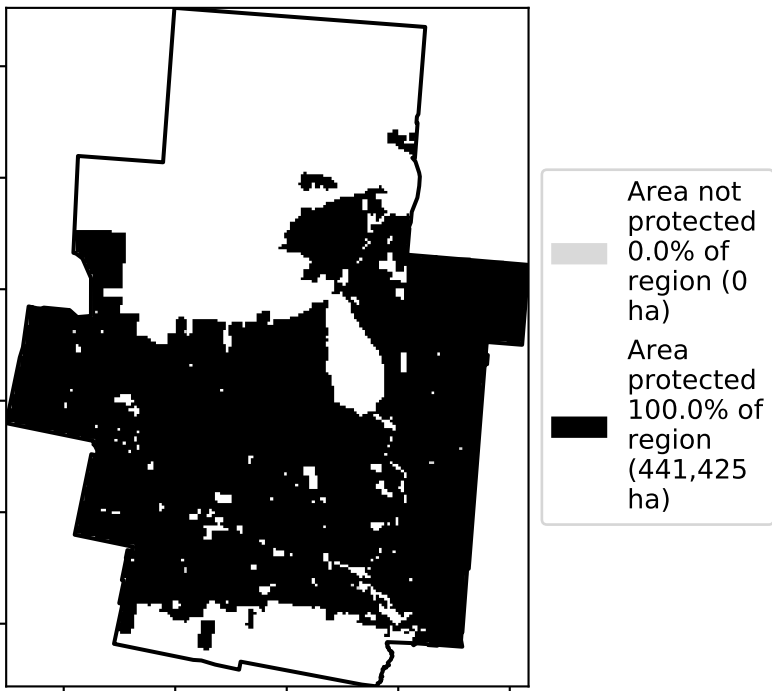 Area not
protected
0.0% of
region (0
ha)
Area
protected
100.0% of
region
(441,425
ha)